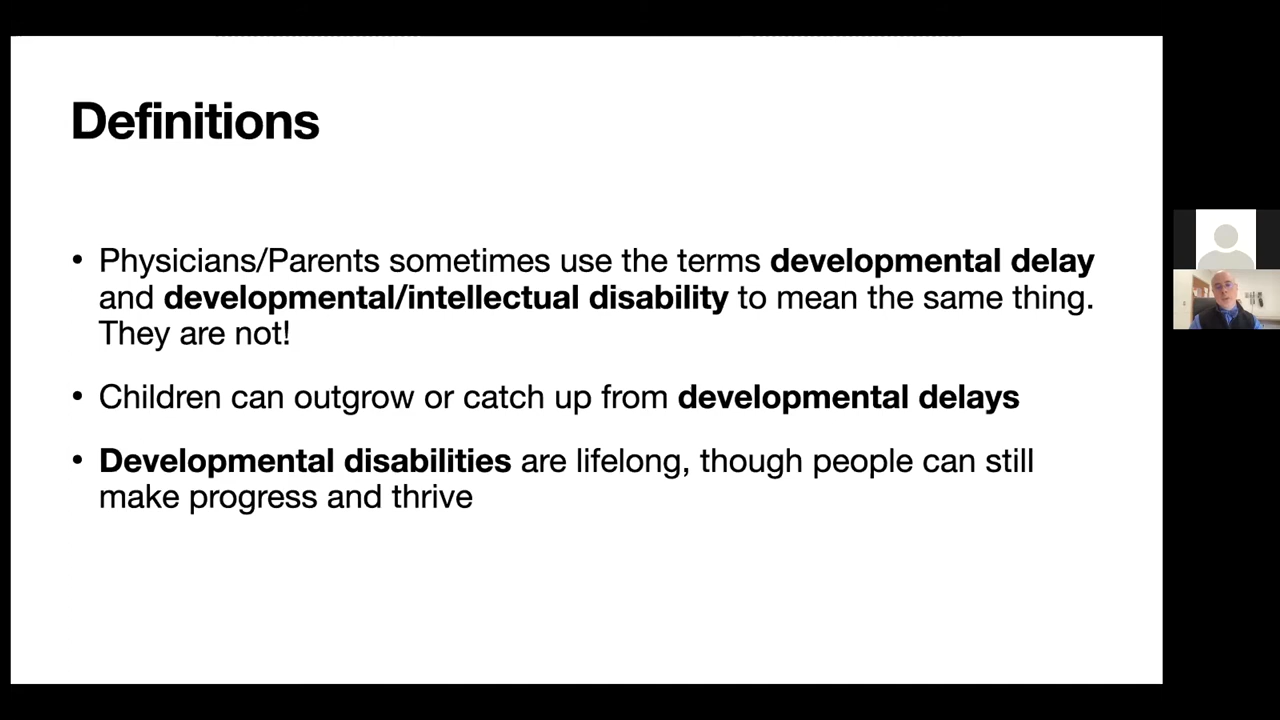 Definitions
• Physicians/Parents sometimes use the terms developmental delay
and developmental/intellectual disability to mean the same thing.
They are not!
• Children can outgrow or catch up from developmental delays
• Developmental disabilities are lifelong, though people can still
make progress and thrive